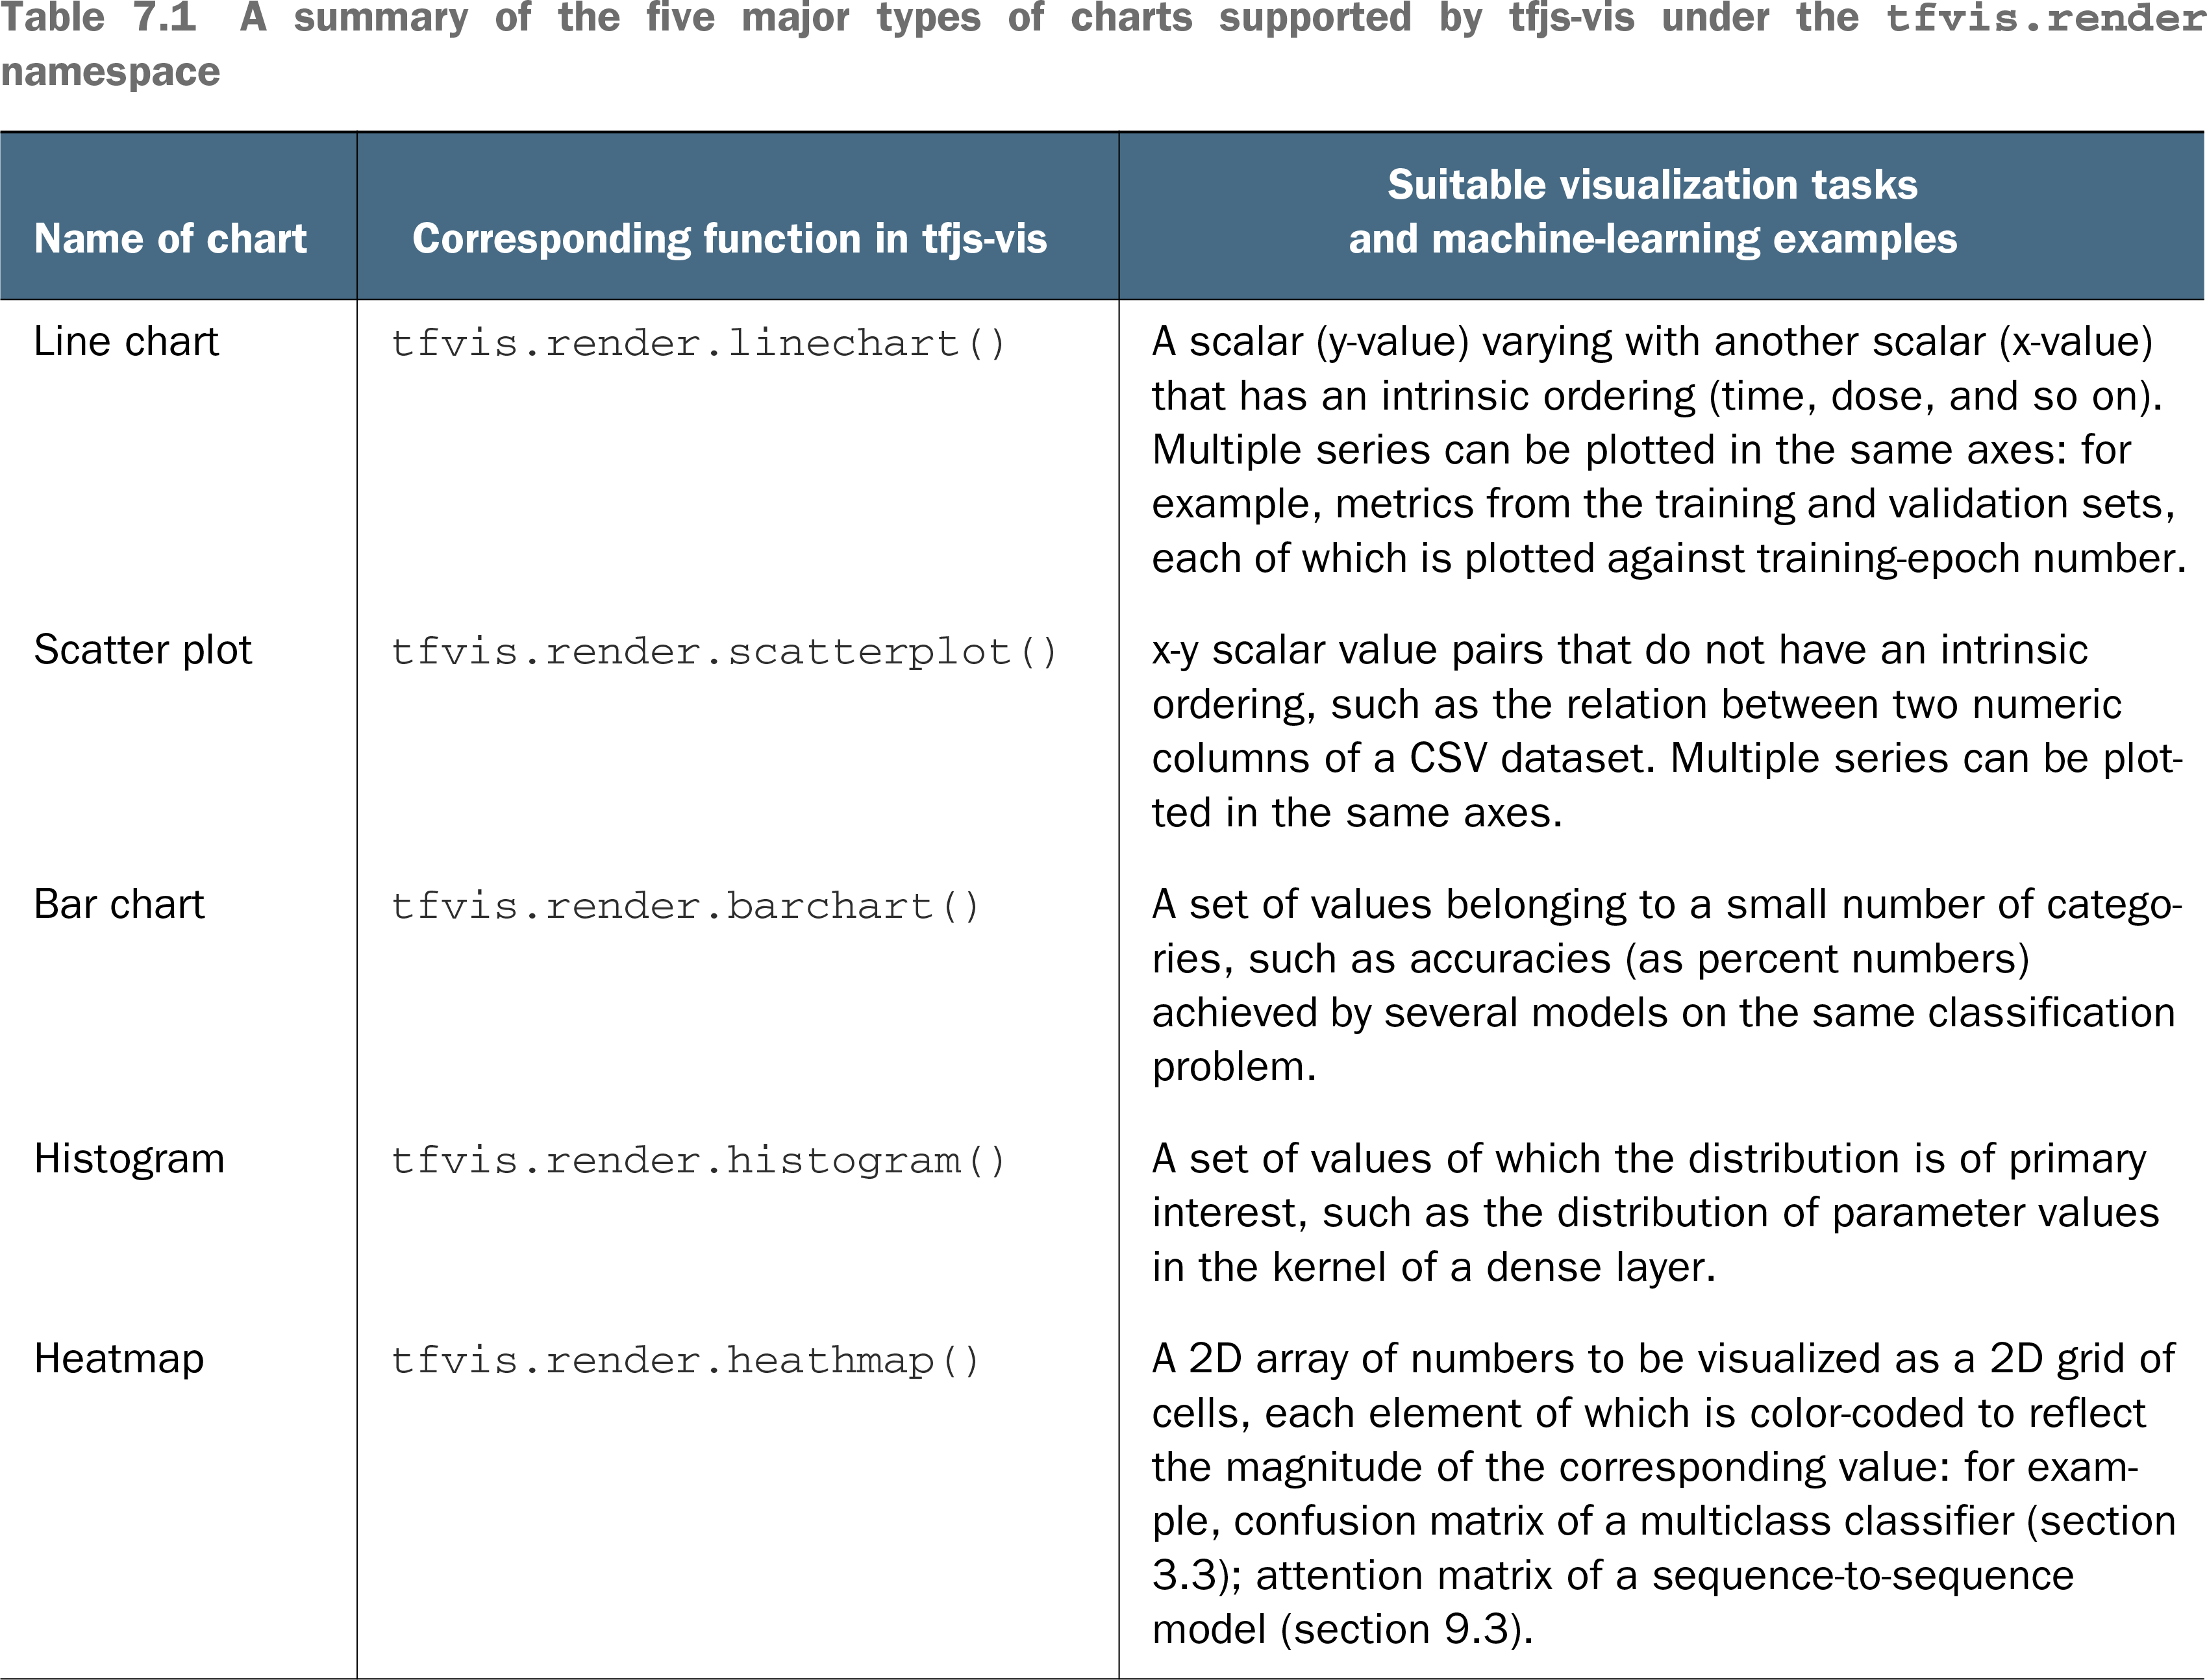 Table 7.1 A summary of the five major types of charts supported by tfjs-vis under the tfvis.render
namespace
Name of chart
Corresponding function in tfjs-vis
Suitable visualization tasks
and machine-learning examples
Line chart
tfvis.render.linechart()
A scalar (y-value) varying with another scalar (x-value)
that has an intrinsic ordering (time, dose, and so on).
Multiple series can be plotted in the same axes: for
example, metrics from the training and validation sets,
each of which is plotted against training-epoch number.
Scatter plot
tfvis.render.scatterplot()
x-y scalar value pairs that do not have an intrinsic
ordering, such as the relation between two numeric
columns of a CSV dataset. Multiple series can be plot-
ted in the same axes.
Bar chart
tfvis.render.barchart()
A set of values belonging to a small number of catego-
ries, such as accuracies (as percent numbers)
achieved by several models on the same classification
problem.
Histogram
tfvis.render.histogram()
A set of values of which the distribution is of primary
interest, such as the distribution of parameter values
in the kernel of a dense layer.
Heatmap
tfvis.render.heathmap()
A 2D array of numbers to be visualized as a 2D grid of
cells, each element of which is color-coded to reflect
the magnitude of the corresponding value: for exam-
ple, confusion matrix of a multiclass classifier (section
3.3); attention matrix of a sequence-to-sequence
model (section 9.3).